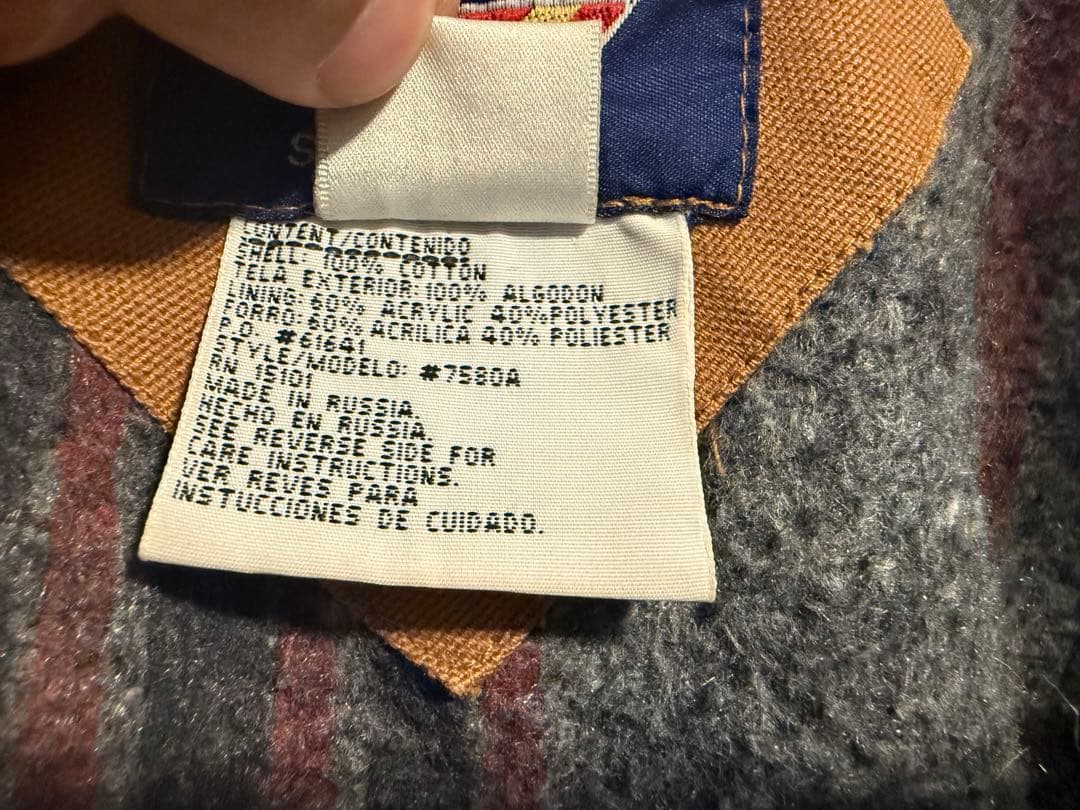 S
CONTENT/CONTENIDO
SHELL: 100% COTTON
TELA EXTERIOR:100% ALGODON
LINING: 60% ACRYLIC 40%POLYESTER
FORRO:60% ACRILICA 40% POLIESTER
P.O. #616A1
STYLE/MODELO: #7580A
RN 15101
MADE IN RUSSIA
HECHO EN RUSSIA
SEE REVERSE SIDE FOR
CARE INSTRUCTIONS.
VER REVES PARA
INSTUCCIONES DE CUIDADO.